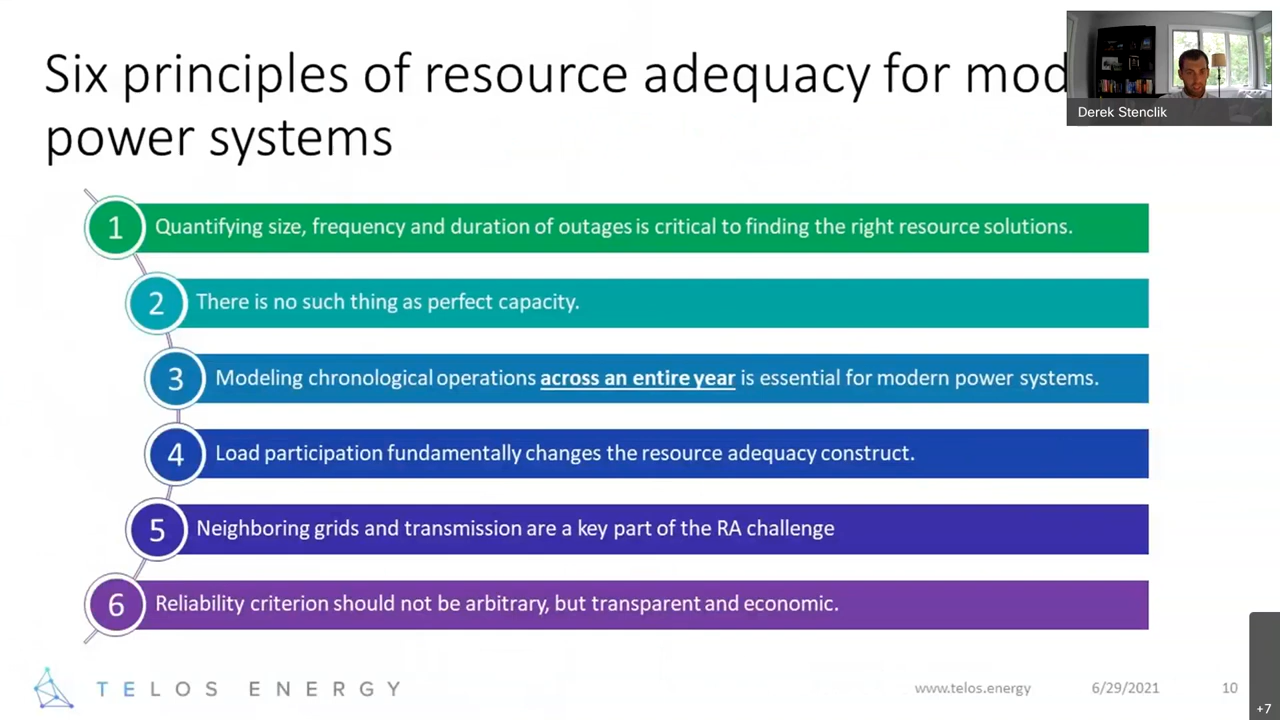 Six principles of resource adequacy for mod
power systems
Derek Stenclik
1
Quantifying size, frequency and duration of outages is critical to finding the right resource solutions.
2
There is no such thing as perfect capacity.
3
Modeling chronological operations across an entire year is essential for modern power systems.
4
Load participation fundamentally changes the resource adequacy construct.
5
Neighboring grids and transmission are a key part of the RA challenge
6
Reliability criterion should not be arbitrary, but transparent and economic.
TELOS ENERGY
www.telos.energy
6/29/2021
10
+7